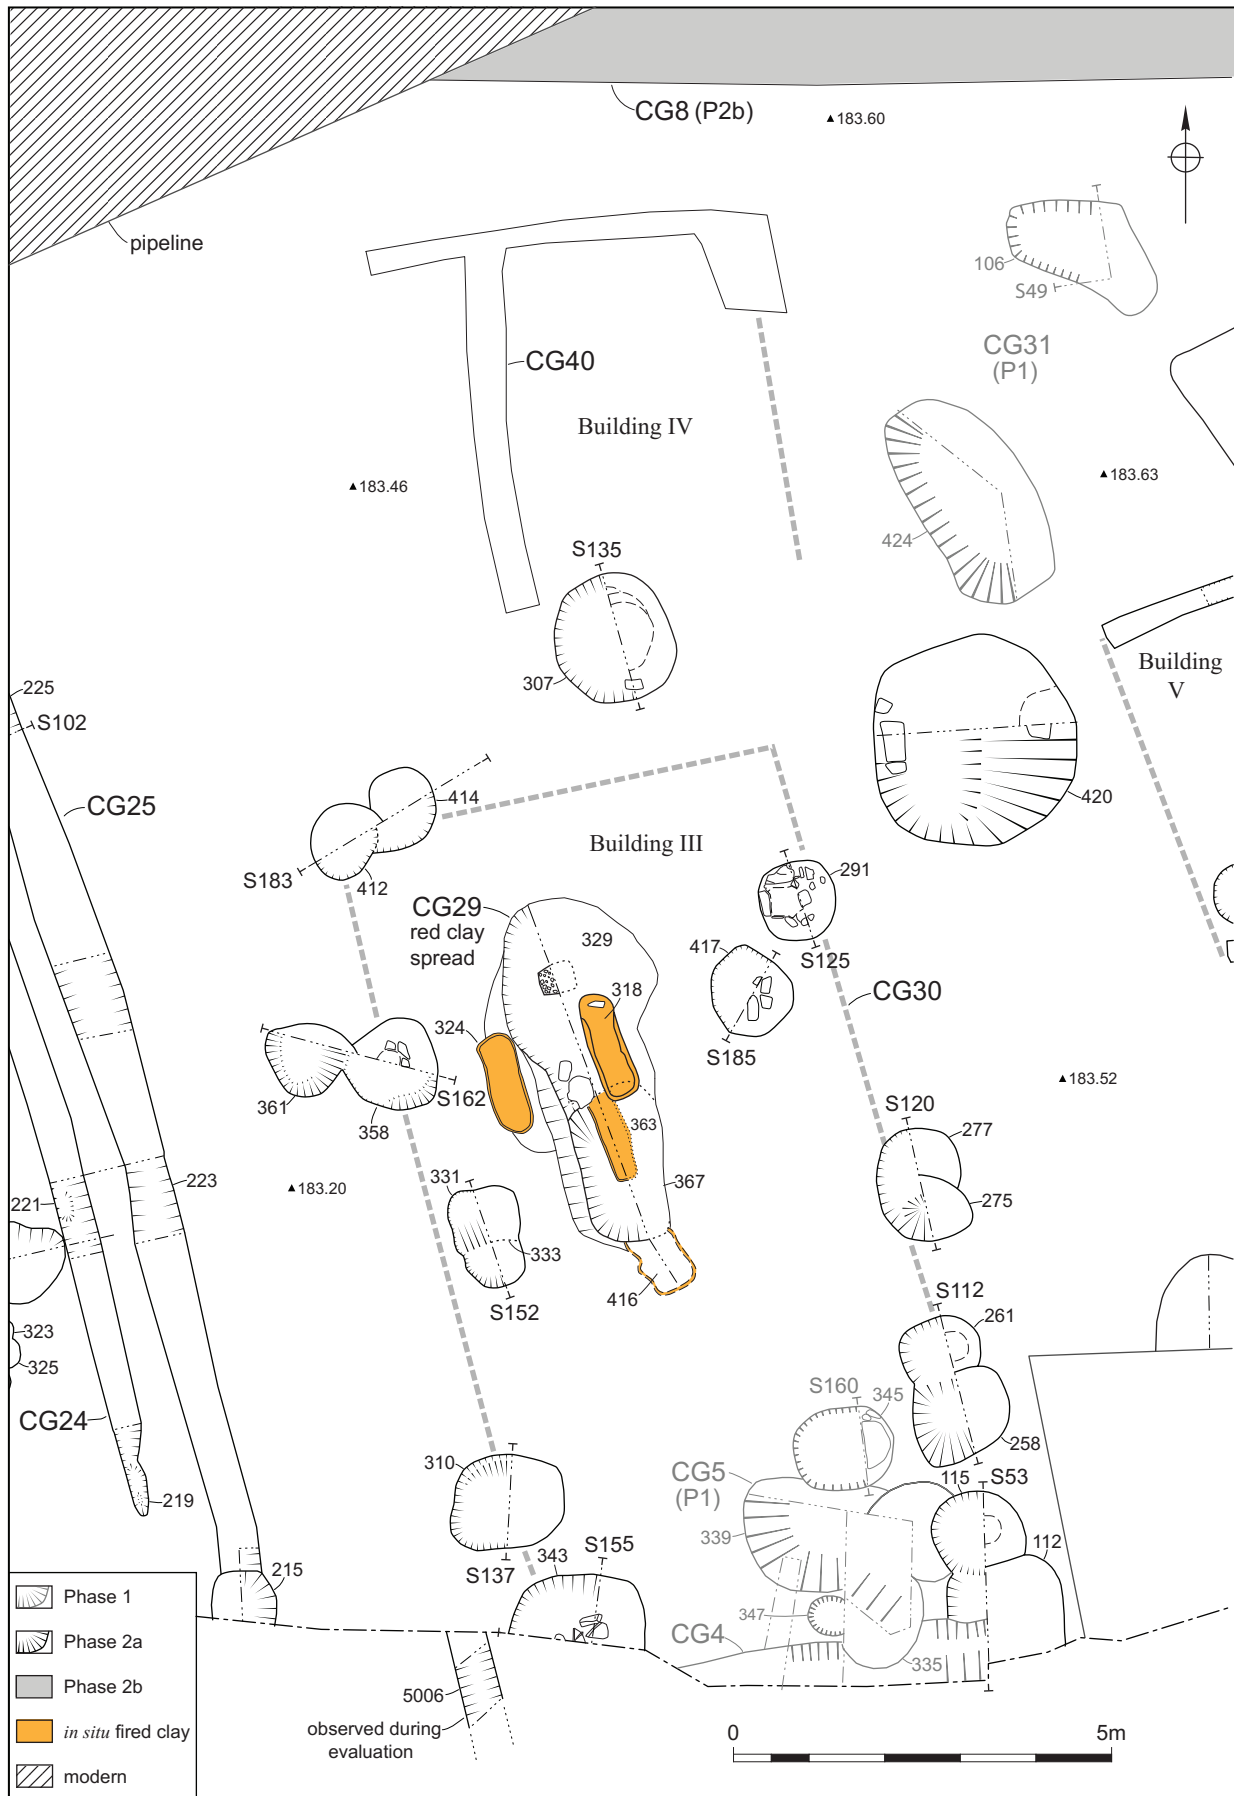 CG8 (P2b)
183.60
pipeline
106
S49
CG31
(P1)
CG40
Building IV
183.46
183.63
424
S135
307
Building
V
225
S102
CG25
414
420
Building III
S183
412
291
CG29
red clay
spread
329
417
S125
318
CG30
324
S185
361
S162
358
363
183.52
S120
277
331
367
223
221
183.20
275
333
416
S152
S112
261
323
325
S160
345
CG24
258
310
CG5
(P1)
115
S53
219
339
112
S137
343
S155
215
347
CG4
335
5006
observed during
evaluation
Phase 1
Phase 2a
Phase 2b
in situ fired clay
modern
0
5m